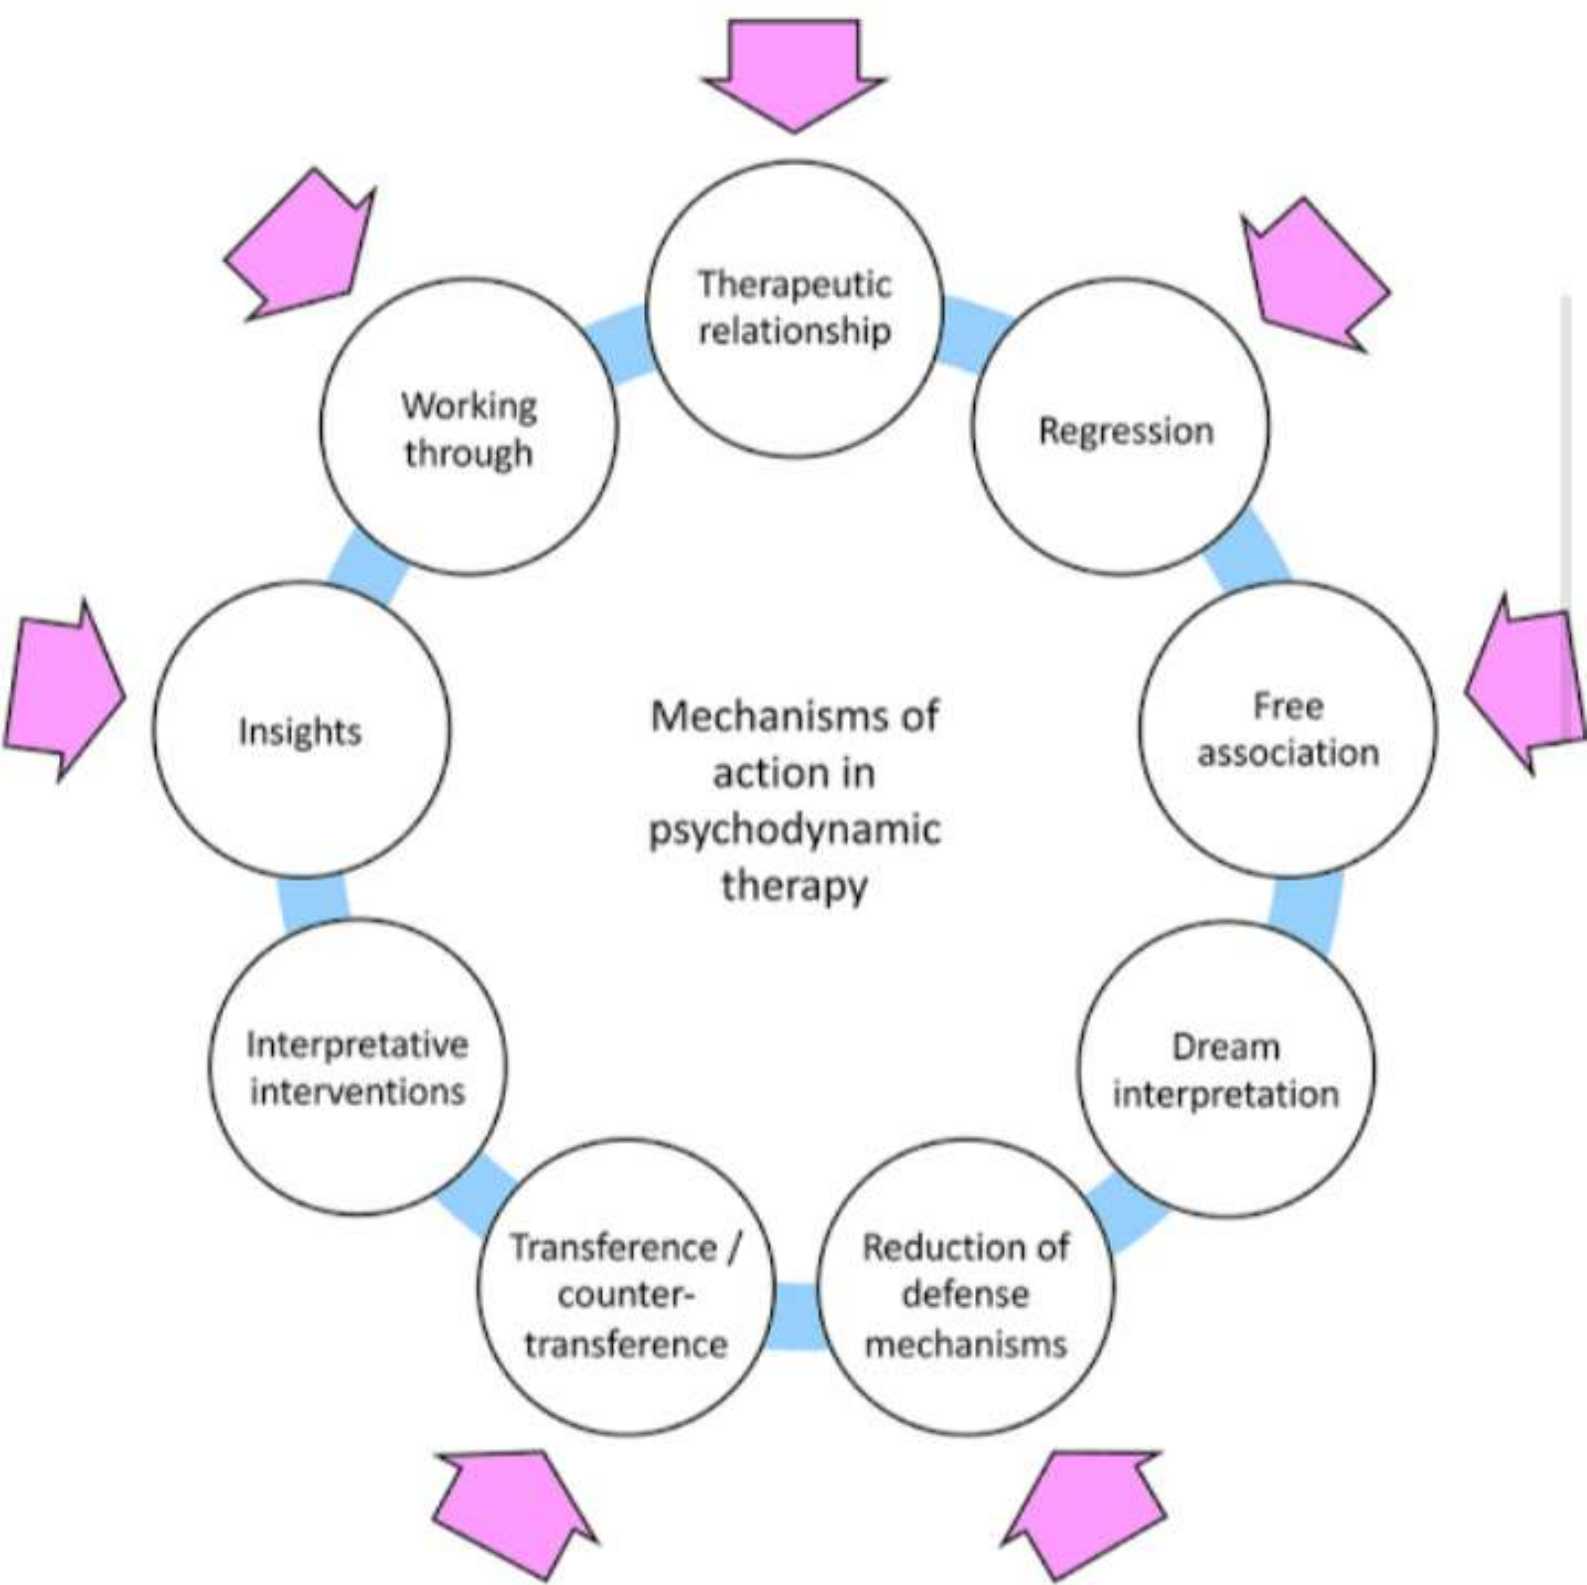 Therapeutic
relationship
Regression
Free
association
Dream
interpretation
Reduction of
defense
mechanisms
Transference /
counter-
transference
Interpretative
interventions
Insights
Working
through
Mechanisms of
action in
psychodynamic
therapy